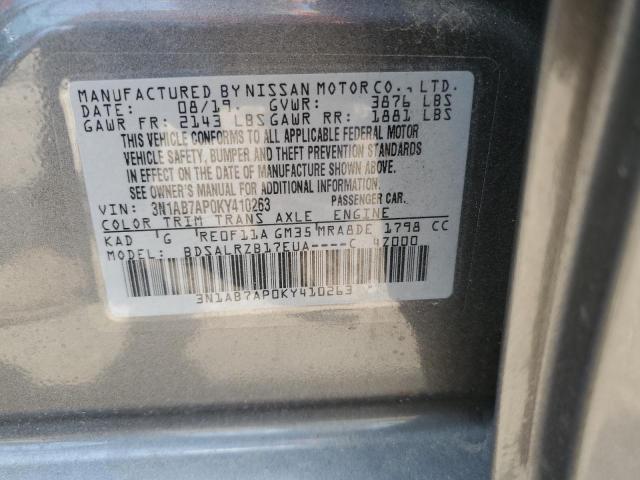 MANUFACTURED BY NISSAN MOTOR CO., LTD.
DATE: 08/19 GVWR: 3876 LBS
GAWR FR: 2143 LBS GAWR RR: 1881 LBS
THIS VEHICLE CONFORMS TO ALL APPLICABLE FEDERAL MOTOR
VEHICLE SAFETY, BUMPER AND THEFT PREVENTION STANDARDS
IN EFFECT ON THE DATE OF MANUFACTURE SHOWN ABOVE.
SEE OWNER'S MANUAL FOR ADDITIONAL INFORMATION.
VIN: 3N1AB7AP0KY410263 PASSENGER CAR.
COLOR TRIM TRANS AXLE ENGINE
KAD G RE0F11A GM35 MRA8DE 1798 CC
MODEL: BDSALRZB17EUA----C 4Z000
3N1AB7AP0KY410263